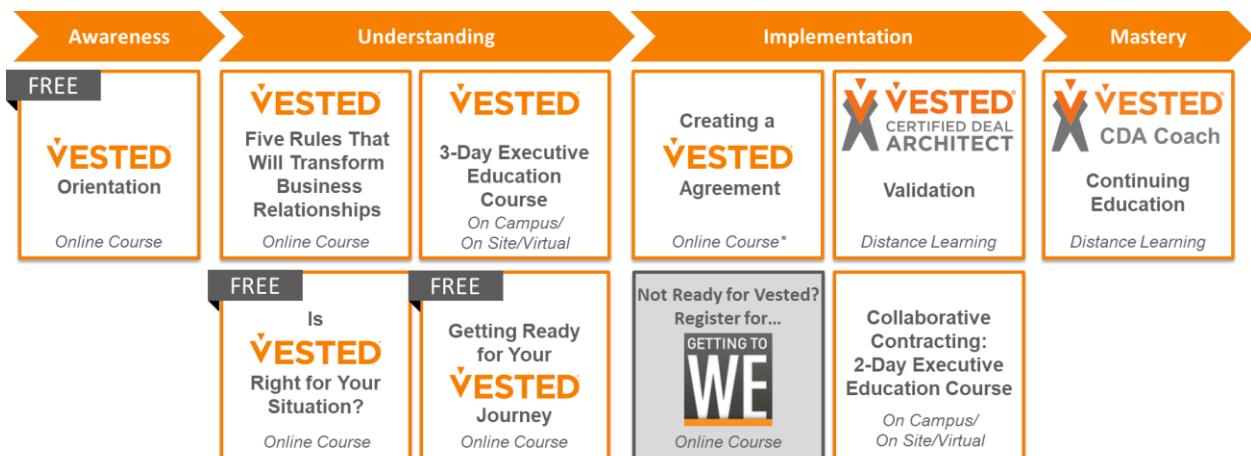 Awareness
Understanding
Implementation
Mastery
FREE
VESTED
Orientation
Online Course
VESTED®
Five Rules That
Will Transform
Business
Relationships
Online Course
VESTED®
3-Day Executive
Education
Course
On Campus/
On Site/Virtual
Creating a
VESTED®
Agreement
Online Course*
VESTED®
CERTIFIED DEAL
ARCHITECT
Validation
Distance Learning
VESTED®
CDA Coach
Continuing
Education
Distance Learning
FREE
Is
VESTED®
Right for Your
Situation?
Online Course
FREE
Getting Ready
for Your
VESTED®
Journey
Online Course
Not Ready for Vested?
Register for...
GETTING TO
WE
Online Course
Collaborative
Contracting:
2-Day Executive
Education Course
On Campus/
On Site/Virtual